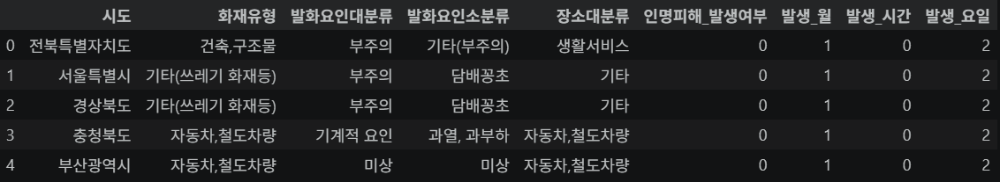 시도 화재유형 발화요인대분류 발화요인소분류 장소대분류 인명피해_발생여부 발생_월 발생_시간 발생_요일
0 전북특별자치도 건축,구조물 부주의 기타(부주의) 생활서비스 0 1 0 2
1 서울특별시 기타(쓰레기 화재등) 부주의 담배꽁초 기타 0 1 0 2
2 경상북도 기타(쓰레기 화재등) 부주의 담배꽁초 기타 0 1 0 2
3 충청북도 자동차,철도차량 기계적 요인 과열, 과부하 자동차,철도차량 0 1 0 2
4 부산광역시 자동차,철도차량 미상 미상 자동차,철도차량 0 1 0 2